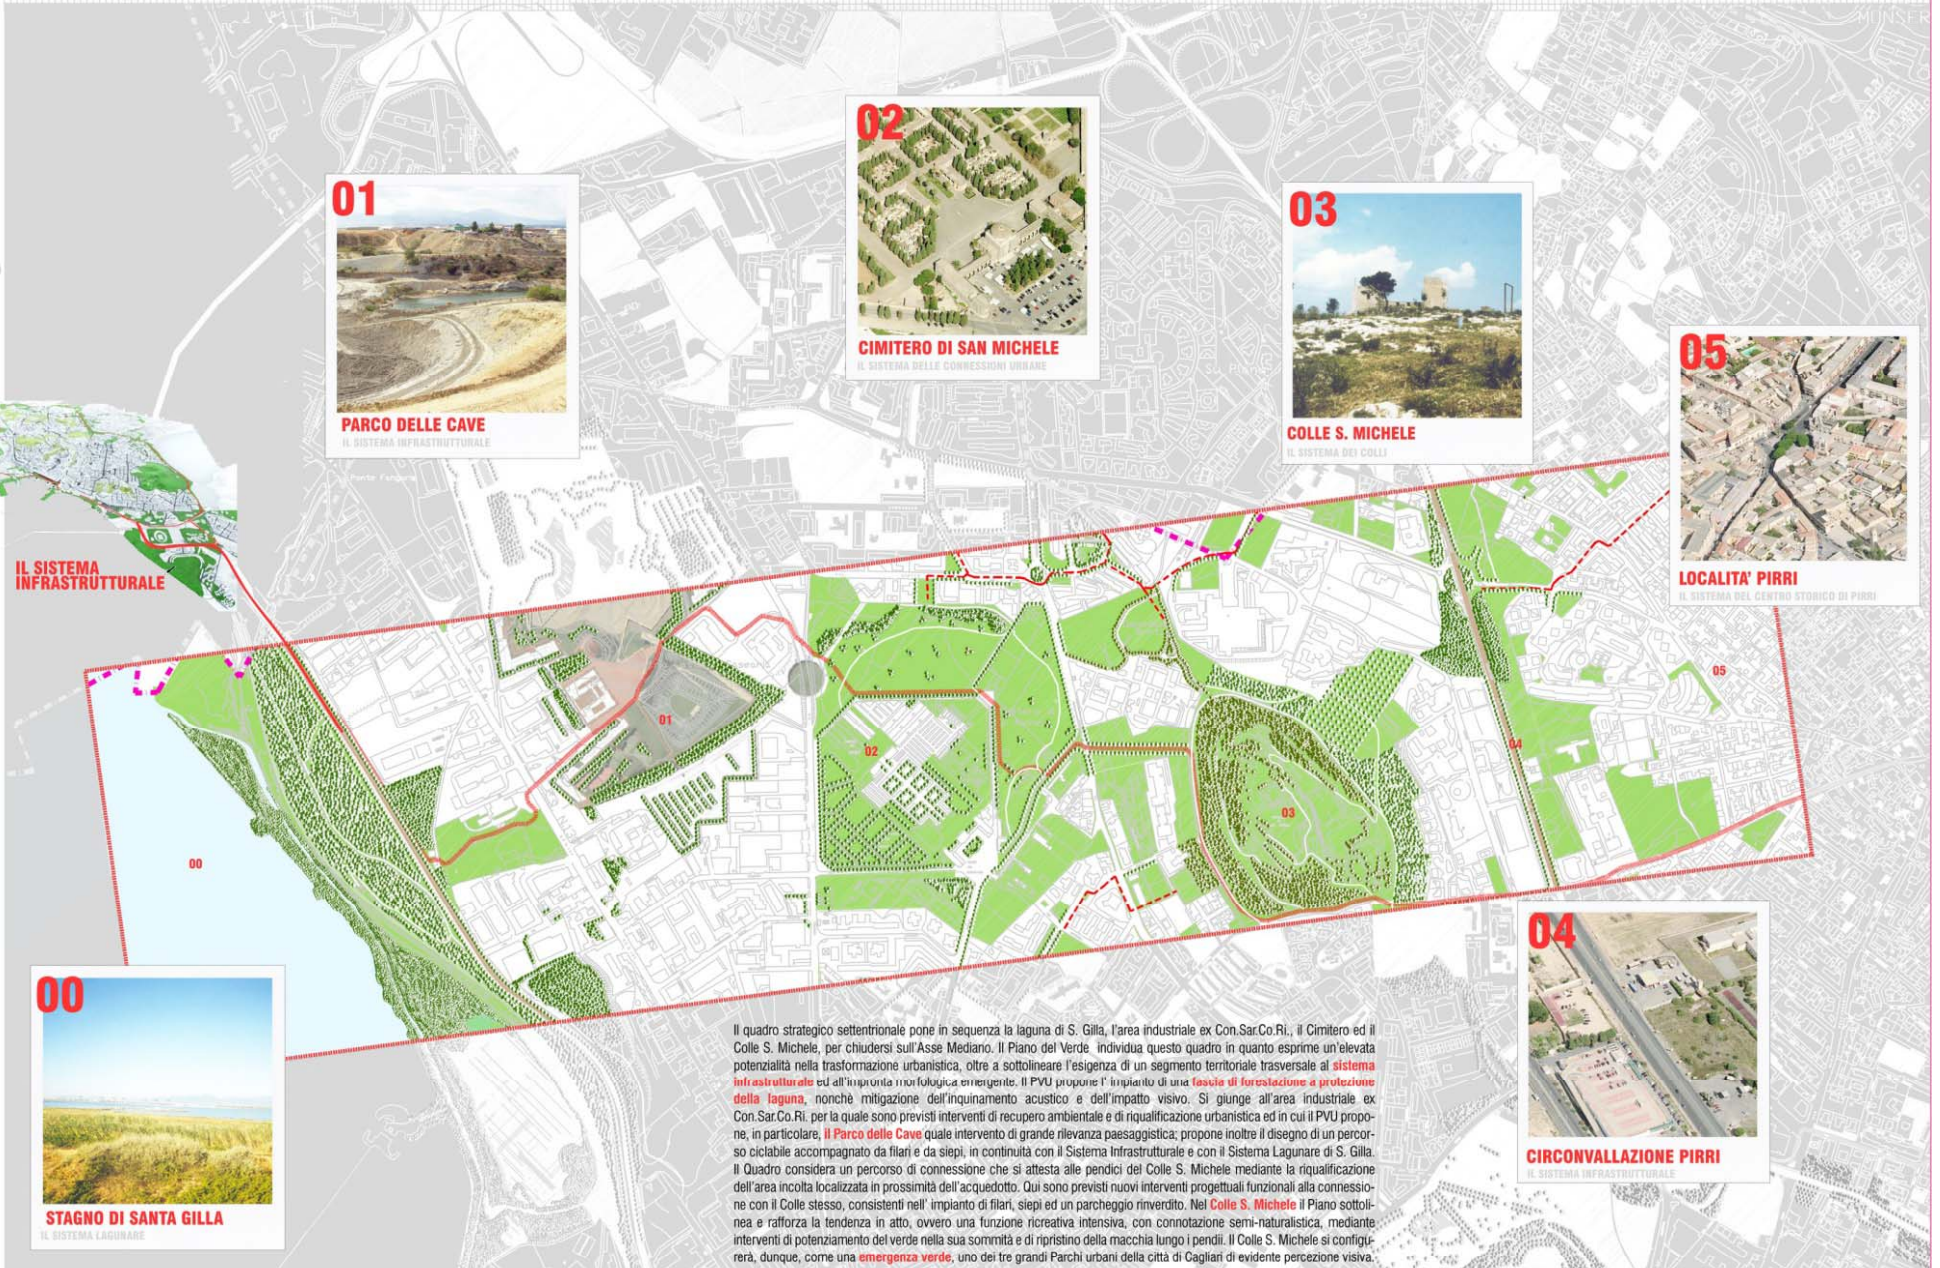 MONSER
01
PARCO DELLE CAVE
IL SISTEMA INFRASTRUTTURALE
02
CIMITERO DI SAN MICHELE
IL SISTEMA DELLE CONNESSIONI URBANE
03
COLLE S. MICHELE
IL SISTEMA DEI COLLI
05
LOCALITA' PIRRI
IL SISTEMA DEL CENTRO STORICO DI PIRRI
IL SISTEMA
INFRASTRUTTURALE
01
02
03
04
05
00
00
STAGNO DI SANTA GILLA
IL SISTEMA LAGUNARE
04
CIRCONVALLAZIONE PIRRI
IL SISTEMA INFRASTRUTTURALE
Il quadro strategico settentrionale pone in sequenza la laguna di S. Gilla, l'area industriale ex Con.Sar.Co.Ri., il Cimitero ed il
Colle S. Michele, per chiudersi sull'Asse Mediano. Il Piano del Verde individua questo quadro in quanto esprime un'elevata
potenzialità nella trasformazione urbanistica, oltre a sottolineare l'esigenza di un segmento territoriale trasversale al sistema
infrastrutturale ed all'impronta morfologica emergente. Il PVU propone l' impianto di una fascia di forestazione a protezione
della laguna, nonchè mitigazione dell'inquinamento acustico e dell'impatto visivo. Si giunge all'area industriale ex
Con.Sar.Co.Ri. per la quale sono previsti interventi di recupero ambientale e di riqualificazione urbanistica ed in cui il PVU propo-
ne, in particolare, il Parco delle Cave quale intervento di grande rilevanza paesaggistica; propone inoltre il disegno di un percor-
so ciclabile accompagnato da filari e da siepi, in continuità con il Sistema Infrastrutturale e con il Sistema Lagunare di S. Gilla.
Il Quadro considera un percorso di connessione che si attesta alle pendici del Colle S. Michele mediante la riqualificazione
dell'area incolta localizzata in prossimità dell'acquedotto. Qui sono previsti nuovi interventi progettuali funzionali alla connessio-
ne con il Colle stesso, consistenti nell' impianto di filari, siepi ed un parcheggio rinverdito. Nel Colle S. Michele il Piano sottoli-
nea e rafforza la tendenza in atto, ovvero una funzione ricreativa intensiva, con connotazione semi-naturalistica, mediante
interventi di potenziamento del verde nella sua sommità e di ripristino della macchia lungo i pendii. Il Colle S. Michele si configu-
rerà, dunque, come una emergenza verde, uno dei tre grandi Parchi urbani della città di Cagliari di evidente percezione visiva.